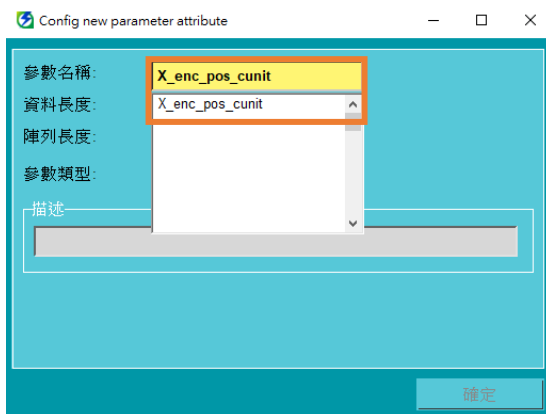 Config new parameter attribute
參數名稱: X_enc_pos_cunit
資料長度: X_enc_pos_cunit
陣列長度:
參數類型:
描述
確定